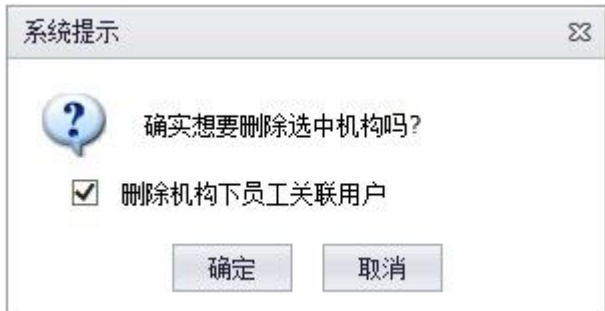 系统提示
确实想要删除选中机构吗?
删除机构下员工关联用户
确定
取消